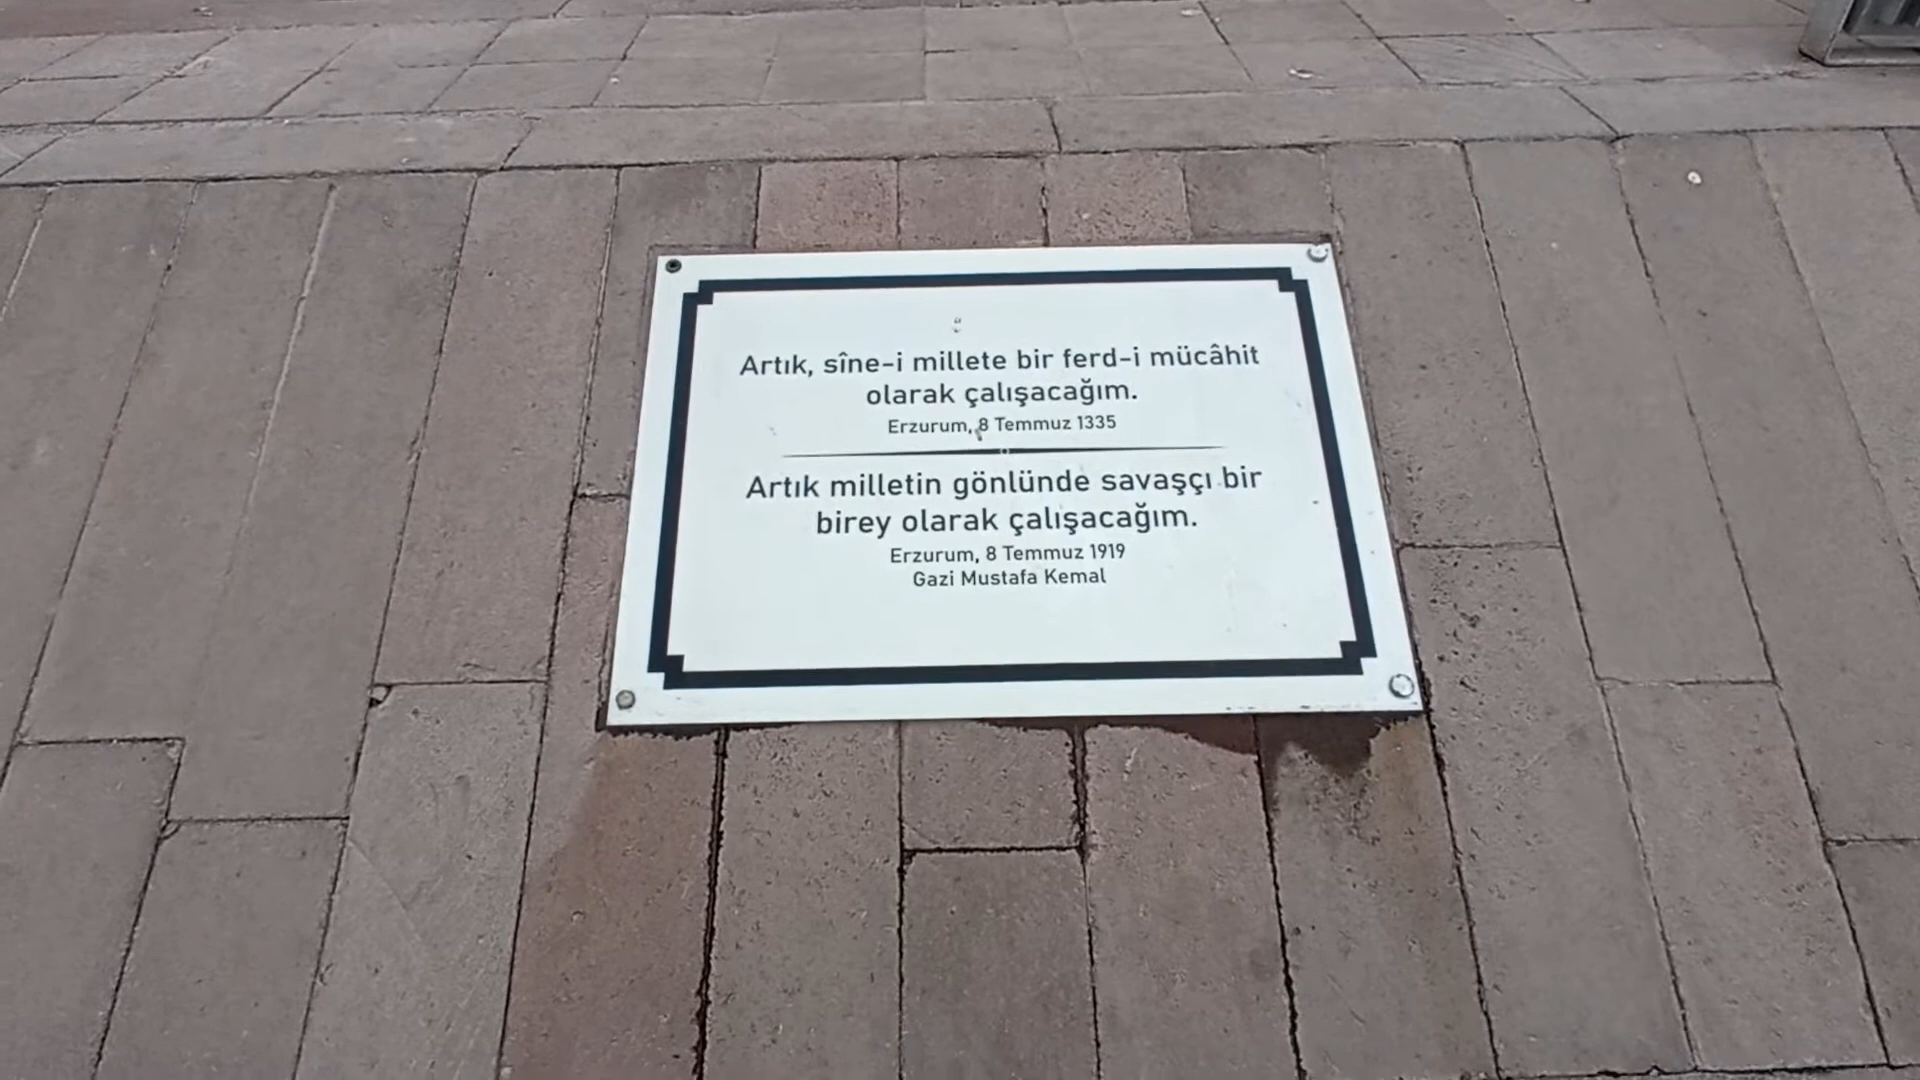 Artık, sîne-i millete bir ferd-i mücâhit
olarak çalışacağım.
Erzurum, 8 Temmuz 1335
Artık milletin gönlünde savaşçı bir
birey olarak çalışacağım.
Erzurum, 8 Temmuz 1919
Gazi Mustafa Kemal